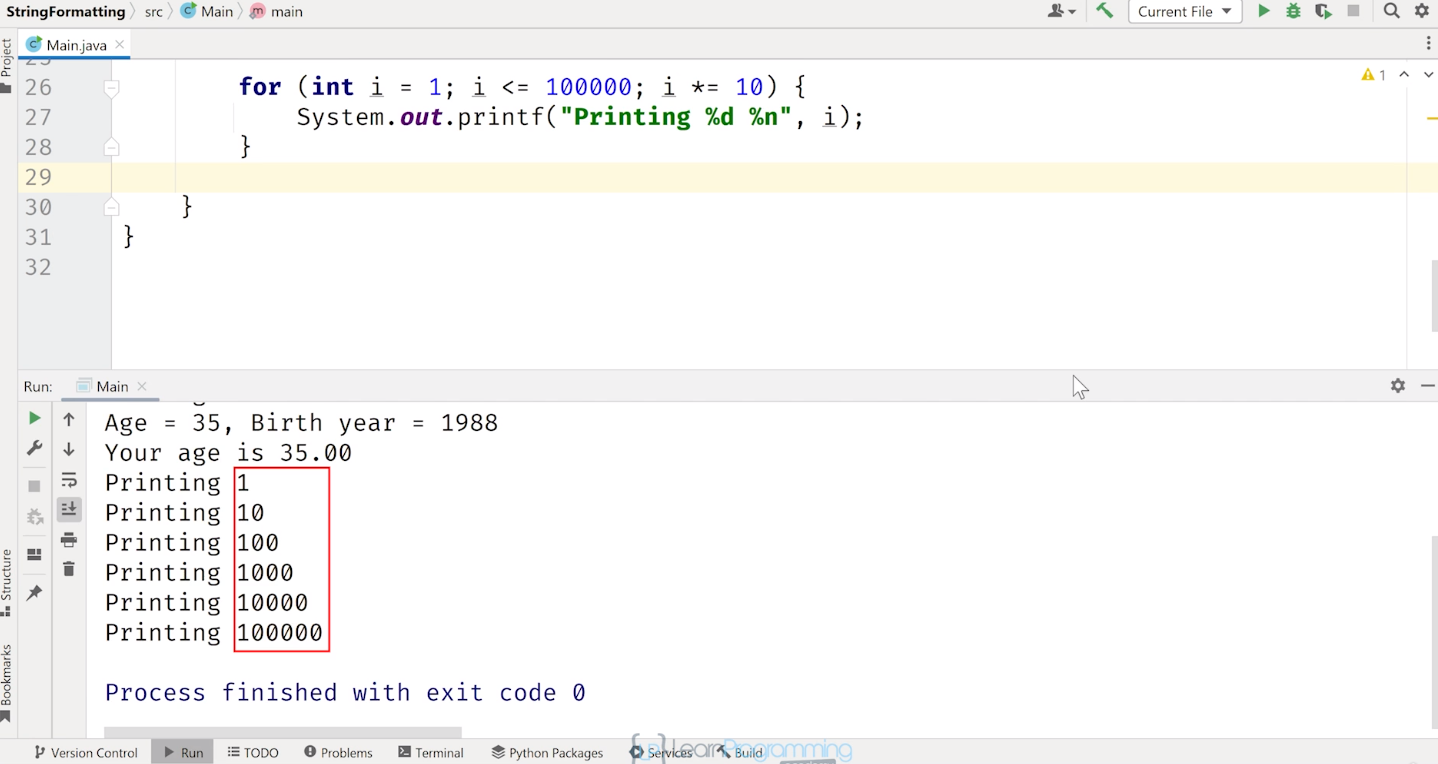 StringFormatting src Main main Current File
Main.java
Project
25
26 for (int i = 1; i <= 100000; i *= 10) { 1
27 System.out.printf("Printing %d %n", i);
28 }
29
30 }
31 }
32
Run: Main
Age = 35, Birth year = 1988
Your age is 35.00
Printing 1
Printing 10
Printing 100
Printing 1000
Printing 10000
Printing 100000
Process finished with exit code 0
Structure
Bookmarks
Version Control Run TODO Problems Terminal Python Packages Services Build
LearnProgramming